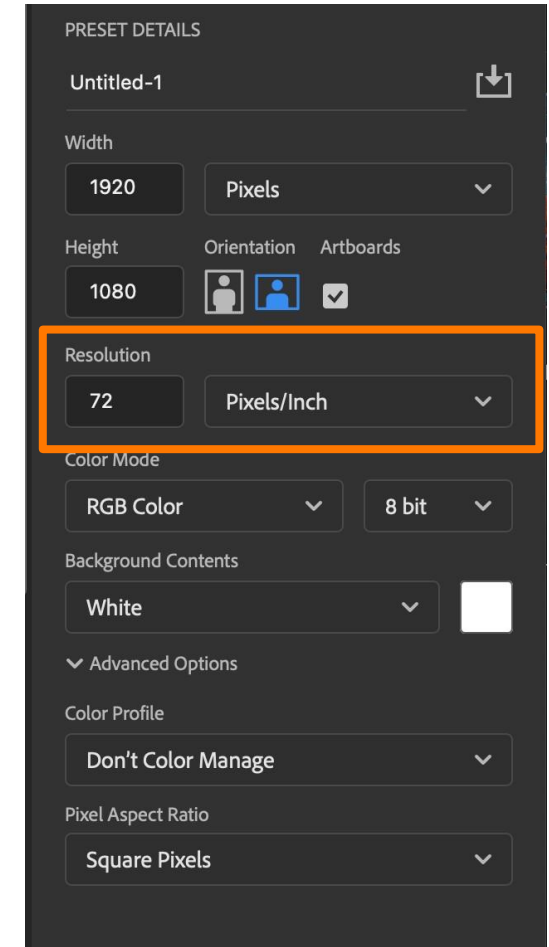 PRESET DETAILS
Untitled-1
Width
1920 Pixels
Height Orientation Artboards
1080
Resolution
72 Pixels/Inch
Color Mode
RGB Color 8 bit
Background Contents
White
Advanced Options
Color Profile
Don't Color Manage
Pixel Aspect Ratio
Square Pixels